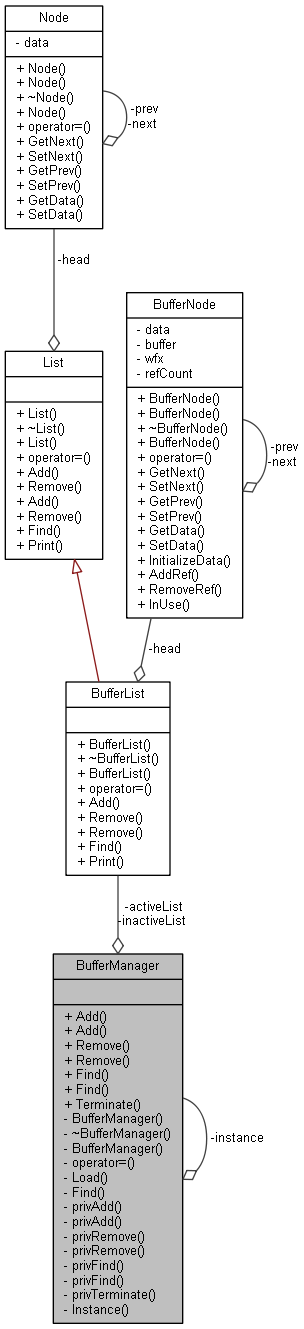 Node
- data
+ Node()
+ Node()
+ ~Node()
+ Node()
+ operator=()
+ GetNext()
+ SetNext()
+ GetPrev()
+ SetPrev()
+ GetData()
+ SetData()
-prev
-next
-head
List
+ List()
+ ~List()
+ List()
+ operator=()
+ Add()
+ Remove()
+ Add()
+ Remove()
+ Find()
+ Print()
BufferNode
- data
- buffer
- wfx
- refCount
+ BufferNode()
+ BufferNode()
+ ~BufferNode()
+ BufferNode()
+ operator=()
+ GetNext()
+ SetNext()
+ GetPrev()
+ SetPrev()
+ GetData()
+ SetData()
+ InitializeData()
+ AddRef()
+ RemoveRef()
+ InUse()
-prev
-next
-head
BufferList
+ BufferList()
+ ~BufferList()
+ BufferList()
+ operator=()
+ Add()
+ Remove()
+ Remove()
+ Find()
+ Print()
-activeList
-inactiveList
BufferManager
+ Add()
+ Add()
+ Remove()
+ Remove()
+ Find()
+ Find()
+ Terminate()
- BufferManager()
- ~BufferManager()
- BufferManager()
- operator=()
- Load()
- Find()
- privAdd()
- privAdd()
- privRemove()
- privRemove()
- privFind()
- privFind()
- privTerminate()
- Instance()
-instance